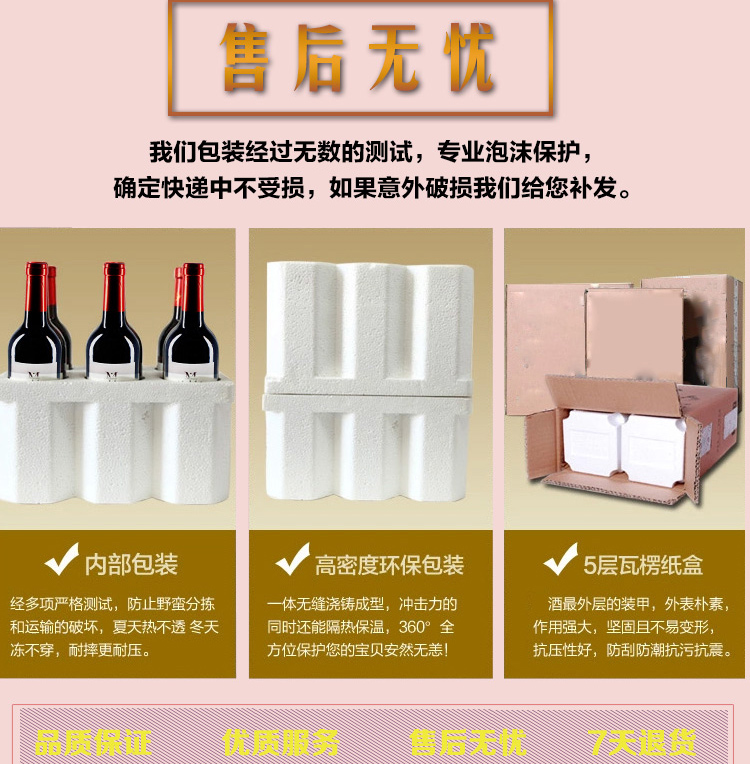 售后无忧
我们包装经过无数的测试，专业泡沫保护，
确定快递中不受损，如果意外破损我们给您补发。
内部包装
经多项严格测试，防止野蛮分拣
和运输的破坏，夏天热不透 冬天
冻不穿，耐摔更耐压。
高密度环保包装
一体无缝浇铸成型，冲击力的
同时还能隔热保温，360°全
方位保护您的宝贝安然无恙！
5层瓦楞纸盒
酒最外层的装甲，外表朴素，
作用强大，坚固且不易变形，
抗压性好，防刮防潮抗污抗震。
品质保证 优质服务 售后无忧 7天退货